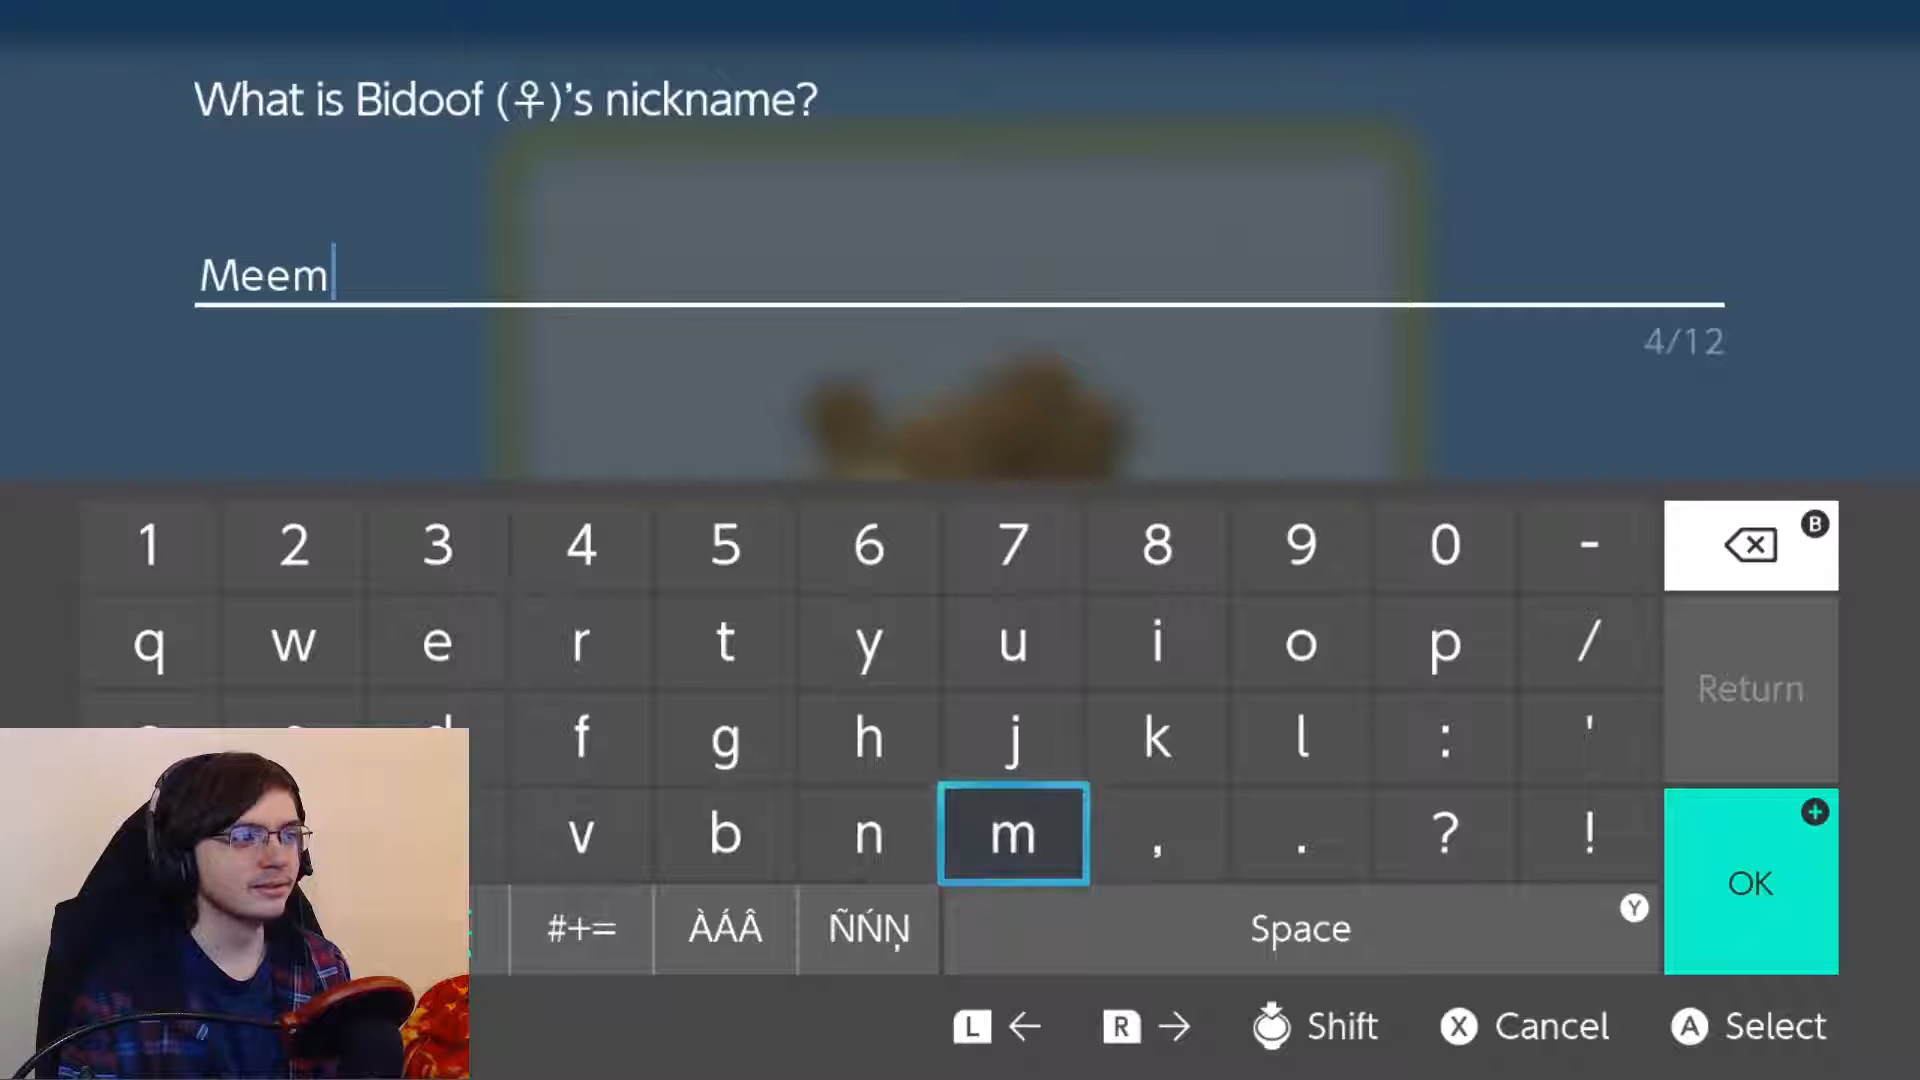 What is Bidoof (♀)'s nickname?
Meem
4/12
1 2 3 4 5 6 7 8 9 0 - B
q w e r t y u i o p /
Return
f g h j k l : '
v b n m , . ? ! +
OK
#+= ÀÁÂ ÑŃŅ Space Y
L ← R → Shift X Cancel A Select